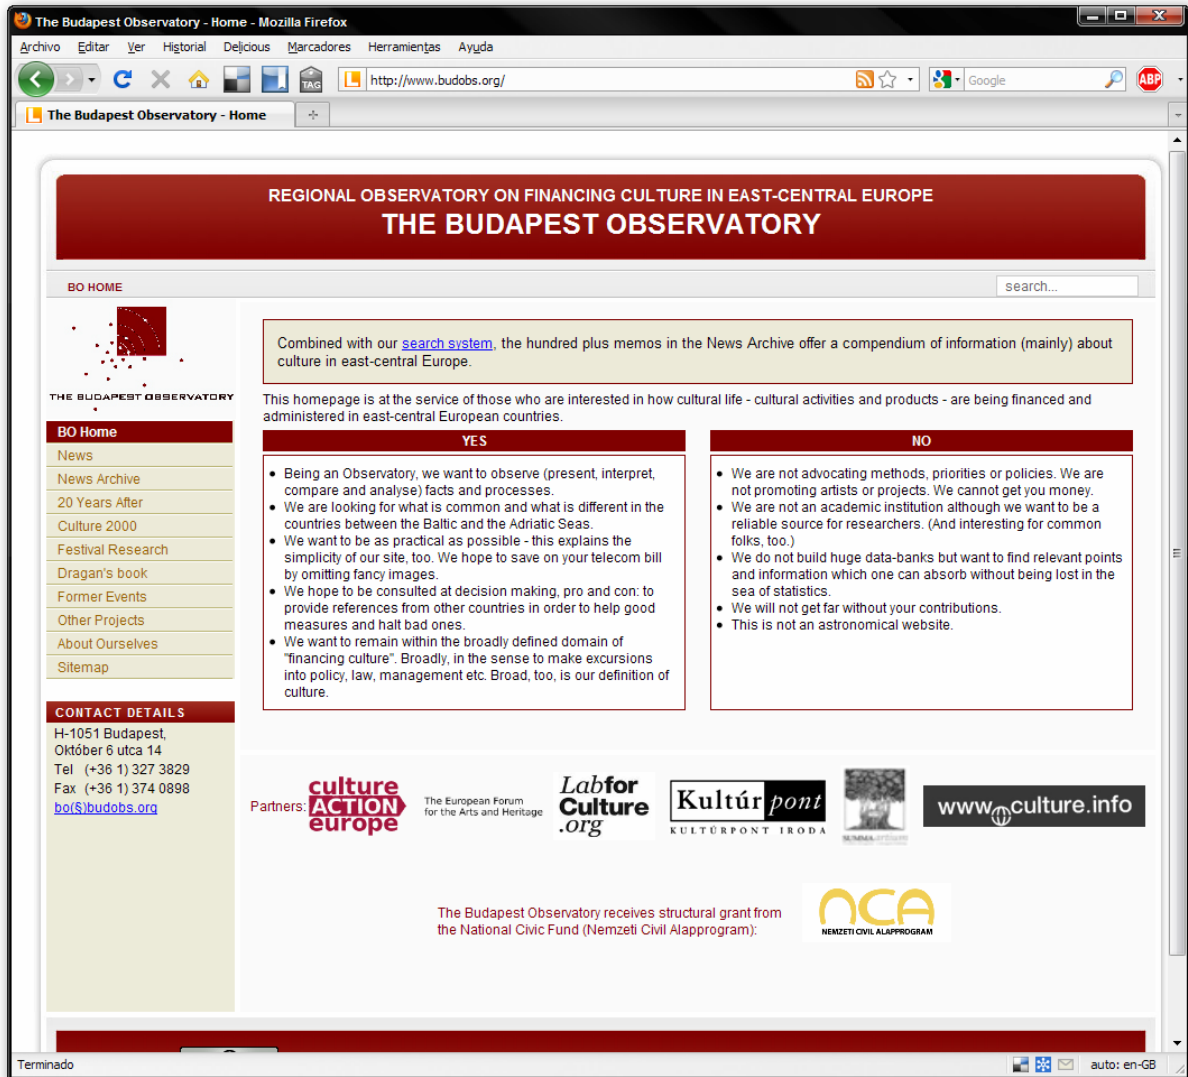 The Budapest Observatory - Home - Mozilla Firefox
Archivo Editar Ver Historial Delicious Marcadores Herramientas Ayuda
TAG
http://www.budobs.org/
Google
ABP
The Budapest Observatory - Home
REGIONAL OBSERVATORY ON FINANCING CULTURE IN EAST-CENTRAL EUROPE
THE BUDAPEST OBSERVATORY
BO HOME
search...
THE BUDAPEST OBSERVATORY
BO Home
News
News Archive
20 Years After
Culture 2000
Festival Research
Dragan's book
Former Events
Other Projects
About Ourselves
Sitemap
CONTACT DETAILS
H-1051 Budapest,
Október 6 utca 14
Tel (+36 1) 327 3829
Fax (+36 1) 374 0898
bo(§)budobs.org
Combined with our search system, the hundred plus memos in the News Archive offer a compendium of information (mainly) about
culture in east-central Europe.
This homepage is at the service of those who are interested in how cultural life - cultural activities and products - are being financed and
administered in east-central European countries.
YES
• Being an Observatory, we want to observe (present, interpret,
compare and analyse) facts and processes.
• We are looking for what is common and what is different in the
countries between the Baltic and the Adriatic Seas.
• We want to be as practical as possible - this explains the
simplicity of our site, too. We hope to save on your telecom bill
by omitting fancy images.
• We hope to be consulted at decision making, pro and con: to
provide references from other countries in order to help good
measures and halt bad ones.
• We want to remain within the broadly defined domain of
"financing culture". Broadly, in the sense to make excursions
into policy, law, management etc. Broad, too, is our definition of
culture.
NO
• We are not advocating methods, priorities or policies. We are
not promoting artists or projects. We cannot get you money.
• We are not an academic institution although we want to be a
reliable source for researchers. (And interesting for common
folks, too.)
• We do not build huge data-banks but want to find relevant points
and information which one can absorb without being lost in the
sea of statistics.
• We will not get far without your contributions.
• This is not an astronomical website.
Partners:
culture
ACTION
europe
The European Forum
for the Arts and Heritage
Labfor
Culture
.org
Kultúrpont
KULTÚRPONT IRODA
SUMMA artium
www.culture.info
The Budapest Observatory receives structural grant from
the National Civic Fund (Nemzeti Civil Alapprogram):
nca
NEMZETI CIVIL ALAPPROGRAM
Terminado
auto: en-GB